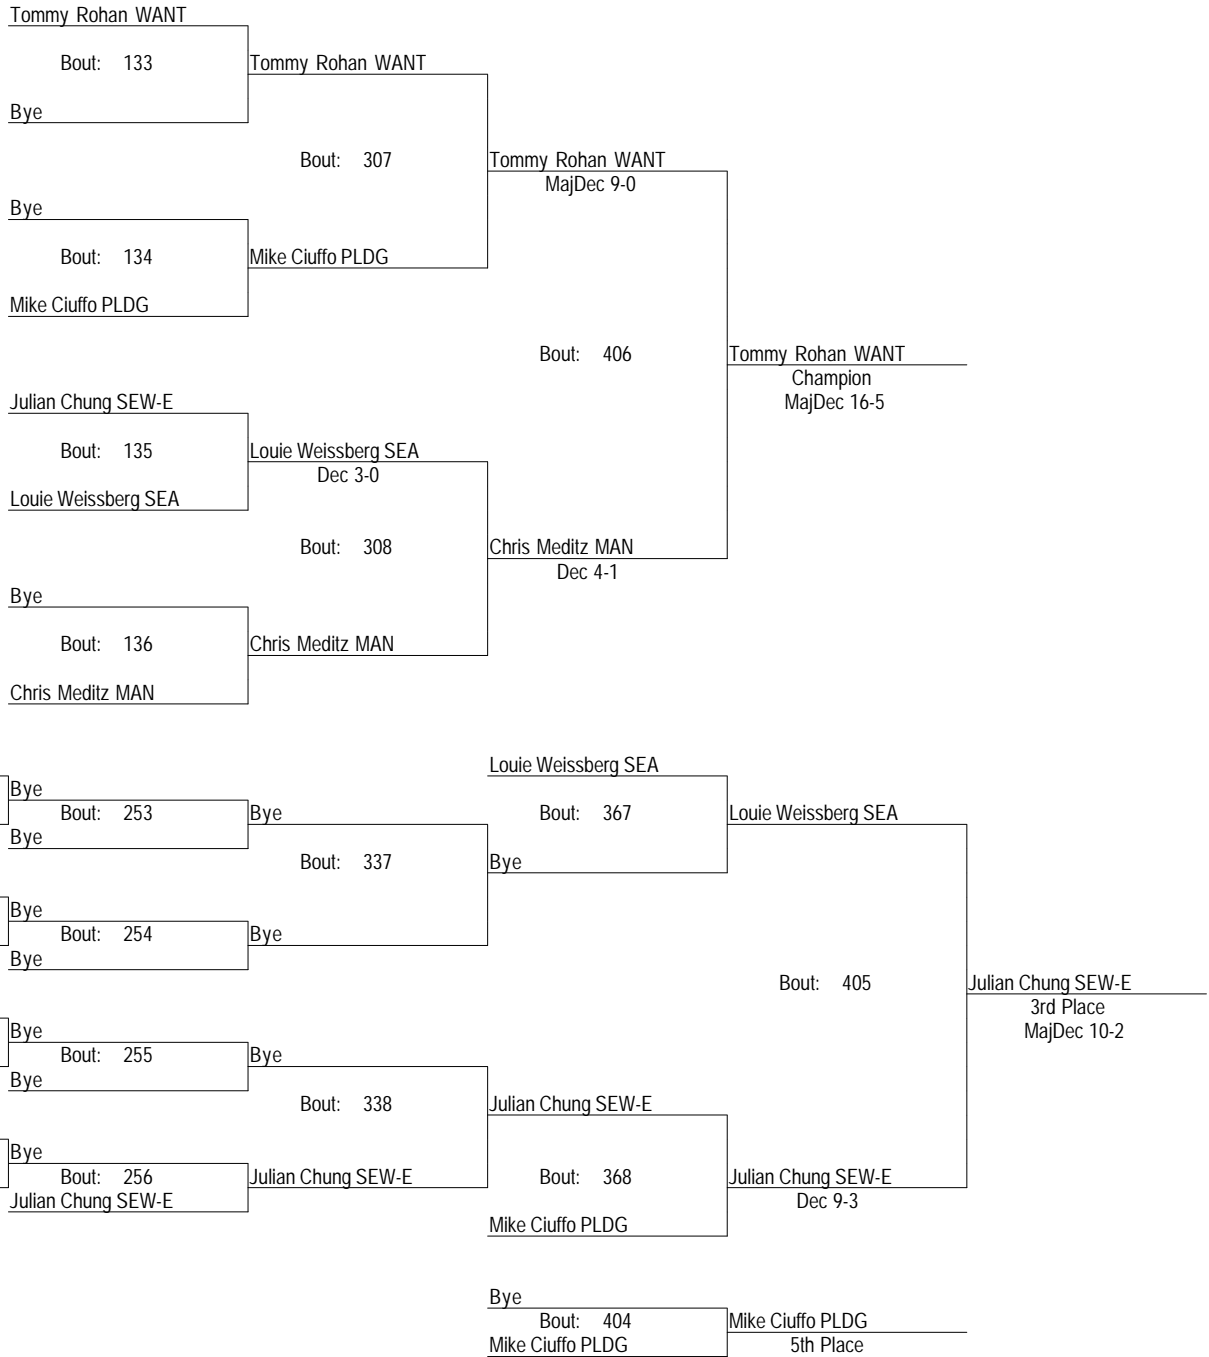 Tommy Rohan WANT
Bout: 133
Tommy Rohan WANT
Bye
Bout: 307
Tommy Rohan WANT
MajDec 9-0
Bye
Bout: 134
Mike Ciuffo PLDG
Mike Ciuffo PLDG
Bout: 406
Tommy Rohan WANT
Champion
MajDec 16-5
Julian Chung SEW-E
Bout: 135
Louie Weissberg SEA
Dec 3-0
Louie Weissberg SEA
Bout: 308
Chris Meditz MAN
Dec 4-1
Bye
Bout: 136
Chris Meditz MAN
Chris Meditz MAN
Louie Weissberg SEA
Bye
Bout: 253
Bye
Bout: 367
Louie Weissberg SEA
Bye
Bout: 337
Bye
Bye
Bout: 254
Bye
Bye
Bout: 405
Julian Chung SEW-E
3rd Place
MajDec 10-2
Bye
Bout: 255
Bye
Bye
Bout: 338
Julian Chung SEW-E
Bye
Bout: 256
Julian Chung SEW-E
Bout: 368
Julian Chung SEW-E
Dec 9-3
Julian Chung SEW-E
Mike Ciuffo PLDG
Bye
Bout: 404
Mike Ciuffo PLDG
Mike Ciuffo PLDG
5th Place